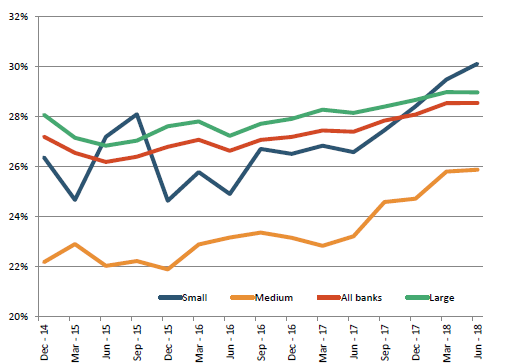 32%
30%
28%
26%
24%
22%
20%
Small Medium All banks Large
Dec - 14
Mar - 15
Jun - 15
Sep - 15
Dec - 15
Mar - 16
Jun - 16
Sep - 16
Dec - 16
Mar - 17
Jun - 17
Sep - 17
Dec - 17
Mar - 18
Jun - 18